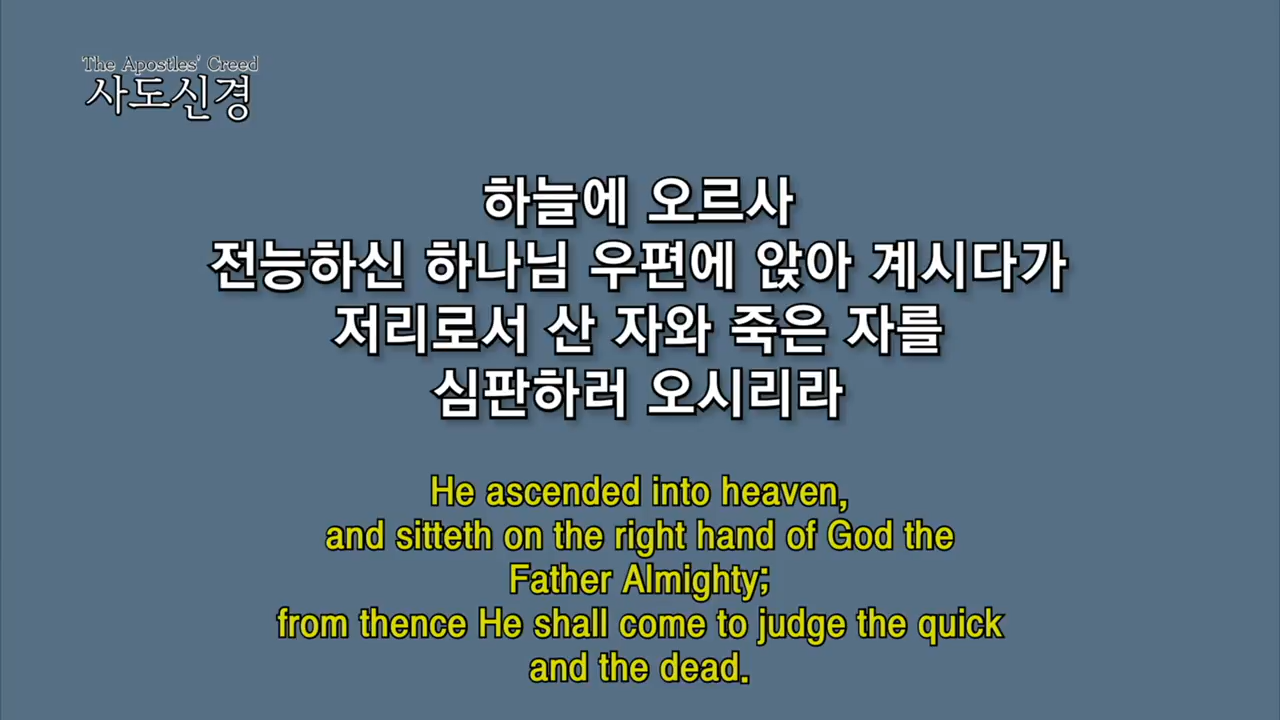 The Apostles' Creed
사도신경
하늘에 오르사
전능하신 하나님 우편에 앉아 계시다가
저리로서 산 자와 죽은 자를
심판하러 오시리라
He ascended into heaven,
and sitteth on the right hand of God the
Father Almighty;
from thence He shall come to judge the quick
and the dead.